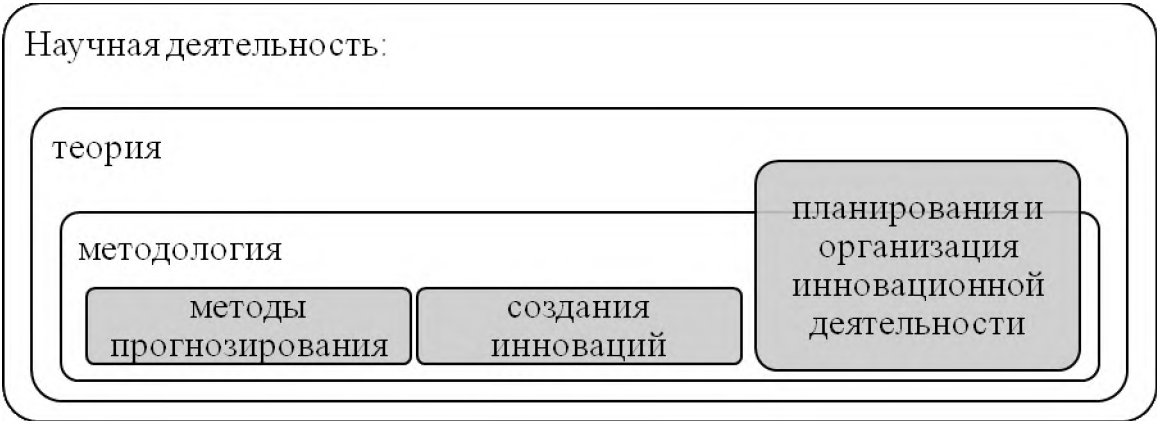 Научная деятельность:
теория
методология
методы
прогнозирования
создания
инноваций
планирования и
организация
инновационной
деятельности